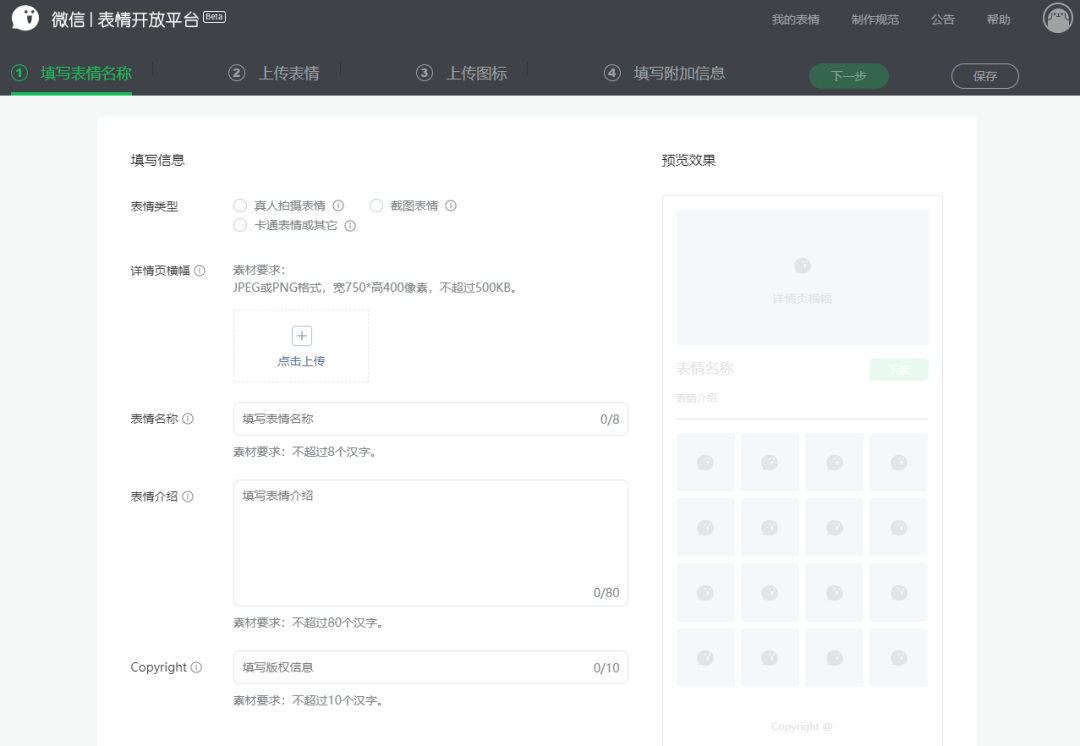 微信 | 表情开放平台 Beta
我的表情 制作规范 公告 帮助
1 填写表情名称 2 上传表情 3 上传图标 4 填写附加信息 下一步 保存
填写信息
预览效果
表情类型
真人拍摄表情 截图表情
卡通表情或其它
详情页横幅
素材要求：
JPEG或PNG格式，宽750*高400像素，不超过500KB。
点击上传
详情页横幅
表情名称 下载
表情介绍
表情名称
填写表情名称 0/8
素材要求：不超过8个汉字。
表情介绍
填写表情介绍
0/80
素材要求：不超过80个汉字。
Copyright
填写版权信息 0/10
素材要求：不超过10个汉字。
Copyright @